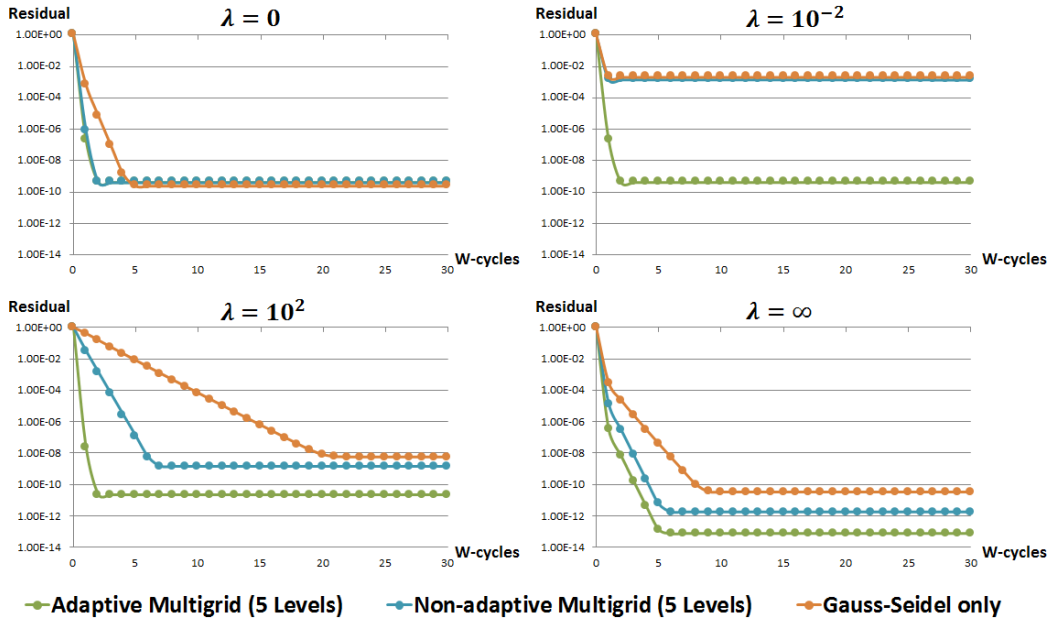 Residual
λ = 0
1.00E+00
1.00E-02
1.00E-04
1.00E-06
1.00E-08
1.00E-10
1.00E-12
1.00E-14
0 5 10 15 20 25 30
W-cycles
Residual
λ = 10⁻²
1.00E+00
1.00E-02
1.00E-04
1.00E-06
1.00E-08
1.00E-10
1.00E-12
1.00E-14
0 5 10 15 20 25 30
W-cycles
Residual
λ = 10²
1.00E+00
1.00E-02
1.00E-04
1.00E-06
1.00E-08
1.00E-10
1.00E-12
1.00E-14
0 5 10 15 20 25 30
W-cycles
Residual
λ = ∞
1.00E+00
1.00E-02
1.00E-04
1.00E-06
1.00E-08
1.00E-10
1.00E-12
1.00E-14
0 5 10 15 20 25 30
W-cycles
Adaptive Multigrid (5 Levels) Non-adaptive Multigrid (5 Levels) Gauss-Seidel only